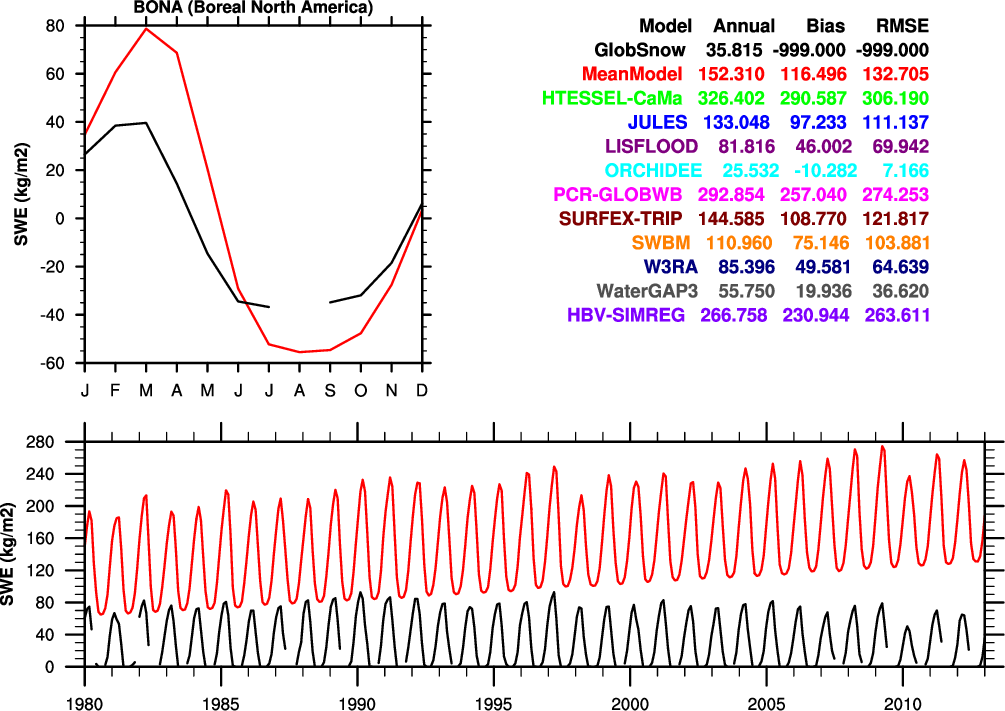 BONA (Boreal North America)
80
60
40
20
0
-20
-40
-60
SWE (kg/m2)
J F M A M J J A S O N D
Model Annual Bias RMSE
GlobSnow 35.815 -999.000 -999.000
MeanModel 152.310 116.496 132.705
HTESSEL-CaMa 326.402 290.587 306.190
JULES 133.048 97.233 111.137
LISFLOOD 81.816 46.002 69.942
ORCHIDEE 25.532 -10.282 7.166
PCR-GLOBWB 292.854 257.040 274.253
SURFEX-TRIP 144.585 108.770 121.817
SWBM 110.960 75.146 103.881
W3RA 85.396 49.581 64.639
WaterGAP3 55.750 19.936 36.620
HBV-SIMREG 266.758 230.944 263.611
280
240
200
160
120
80
40
0
SWE (kg/m2)
1980 1985 1990 1995 2000 2005 2010